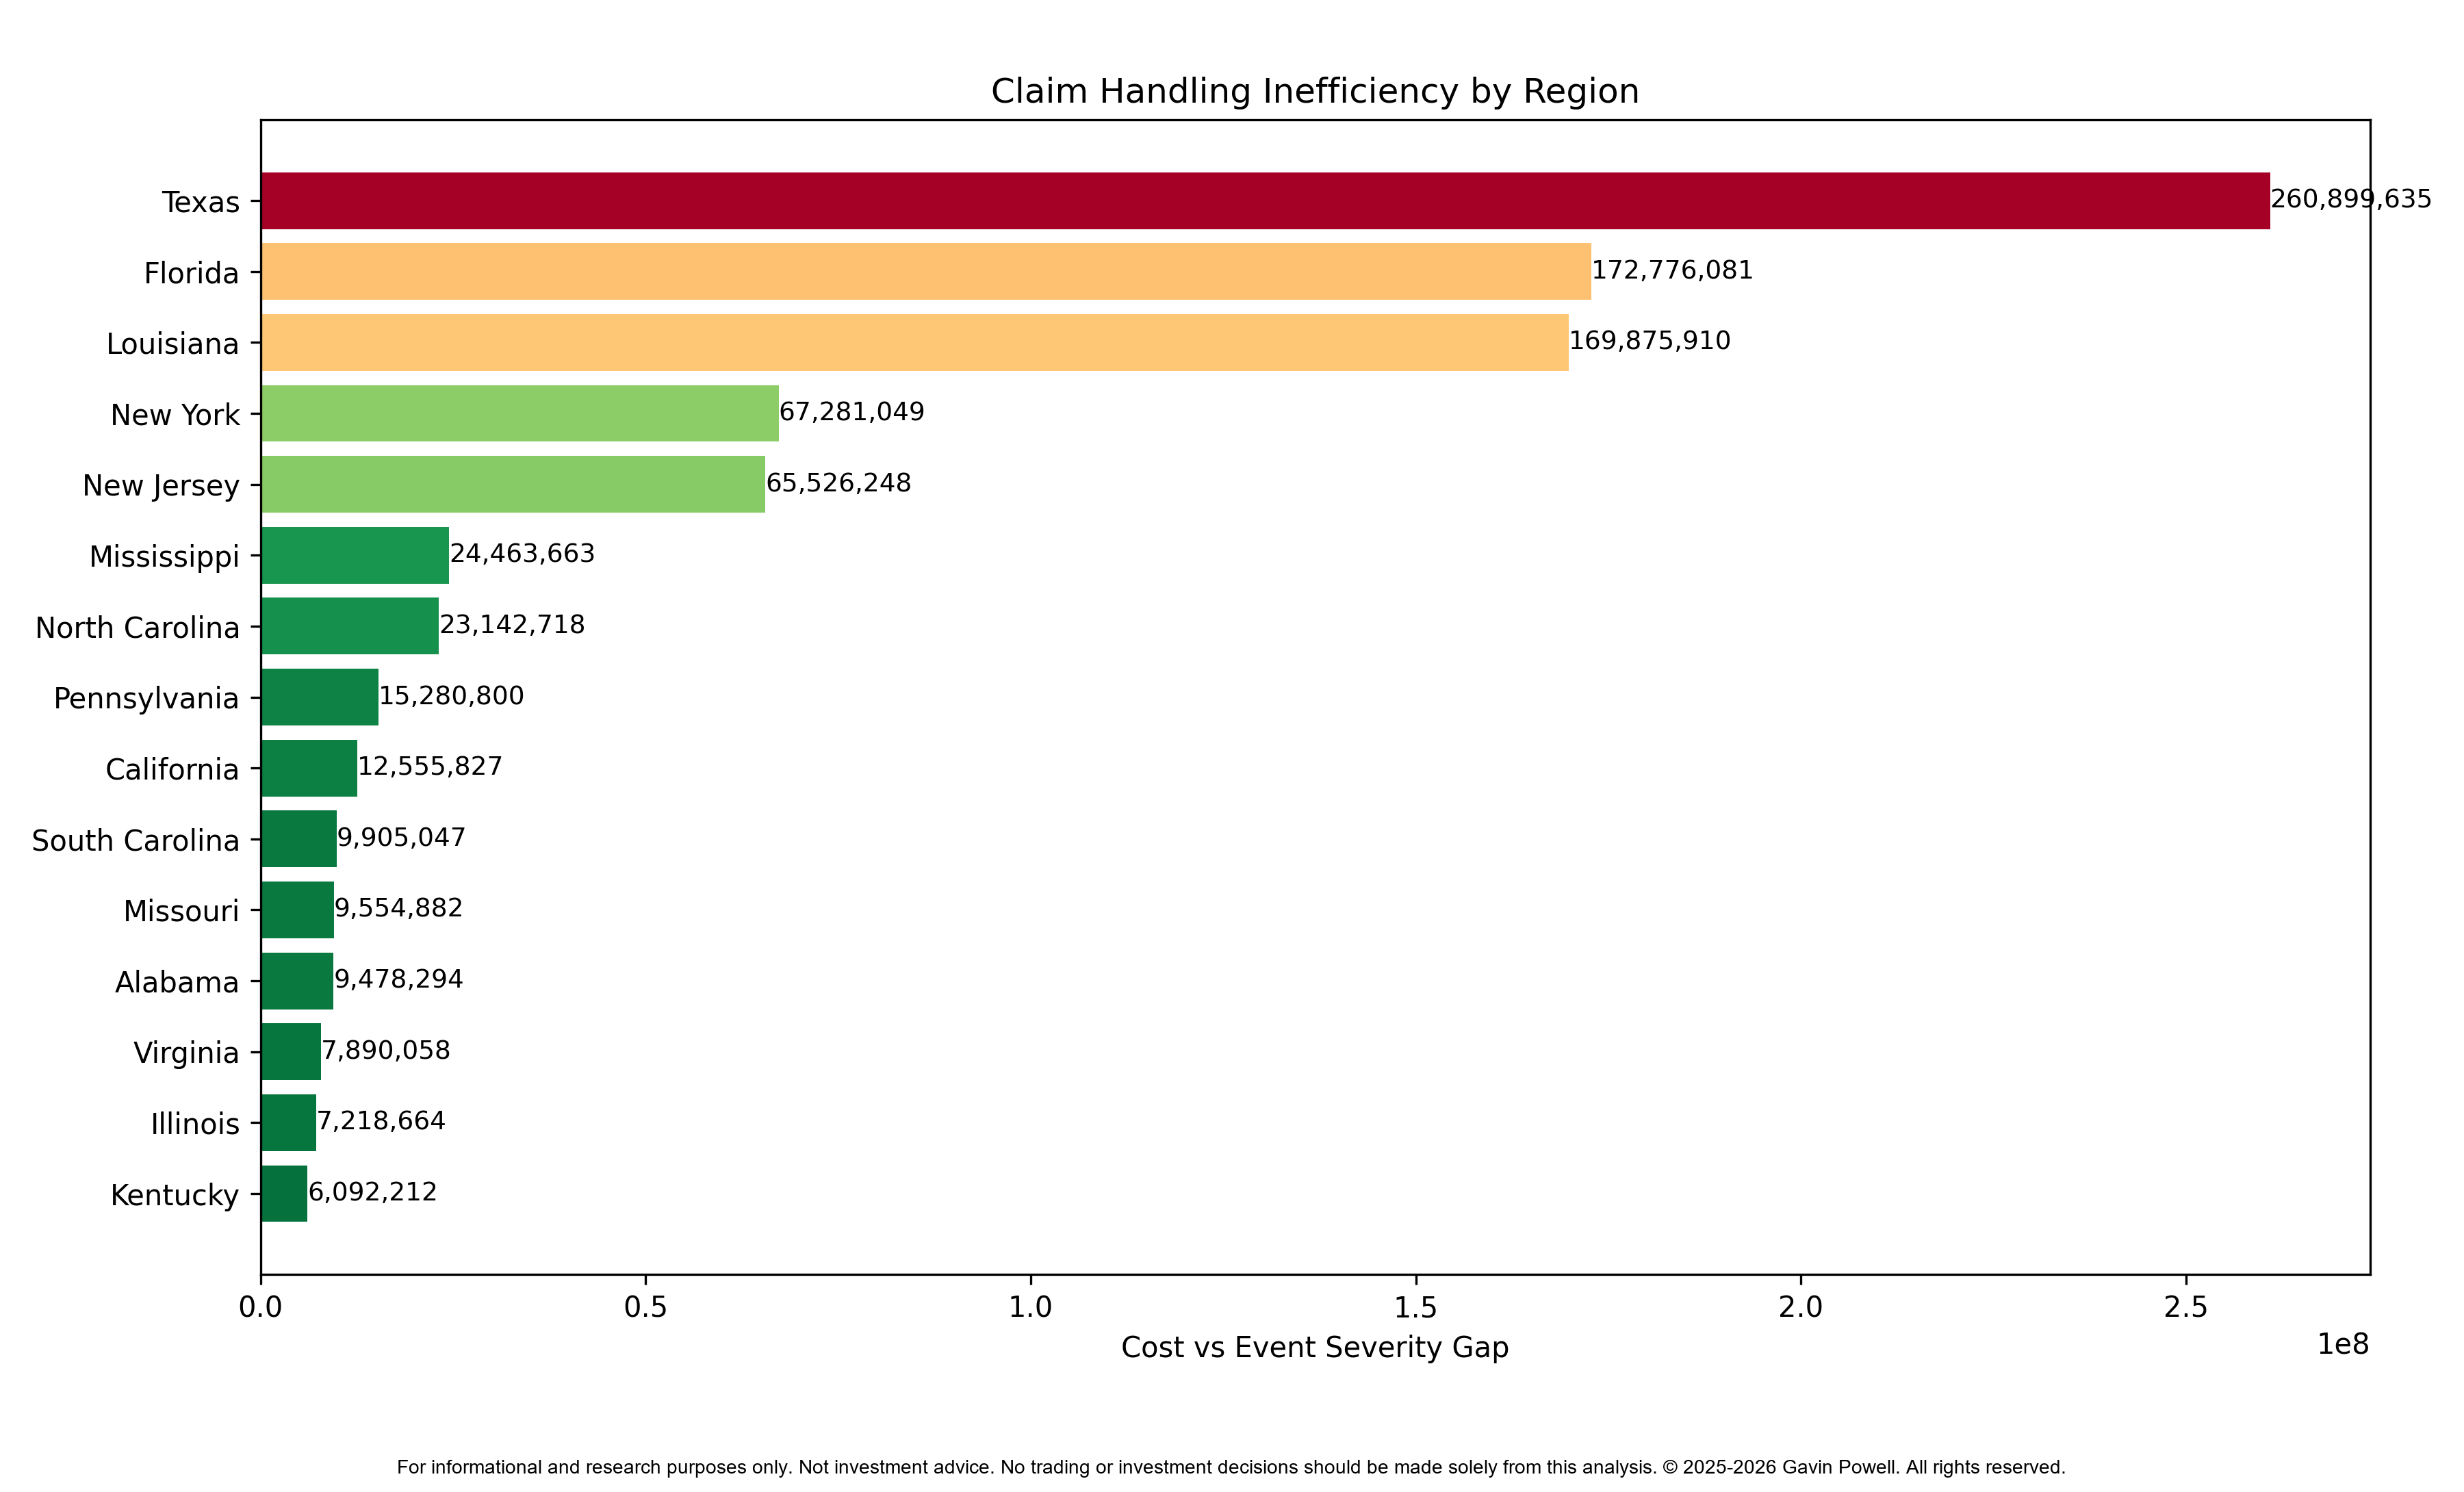 Claim Handling Inefficiency by Region
Texas 260,899,635
Florida 172,776,081
Louisiana 169,875,910
New York 67,281,049
New Jersey 65,526,248
Mississippi 24,463,663
North Carolina 23,142,718
Pennsylvania 15,280,800
California 12,555,827
South Carolina 9,905,047
Missouri 9,554,882
Alabama 9,478,294
Virginia 7,890,058
Illinois 7,218,664
Kentucky 6,092,212
0.0 0.5 1.0 1.5 2.0 2.5
1e8
Cost vs Event Severity Gap
For informational and research purposes only. Not investment advice. No trading or investment decisions should be made solely from this analysis. © 2025-2026 Gavin Powell. All rights reserved.